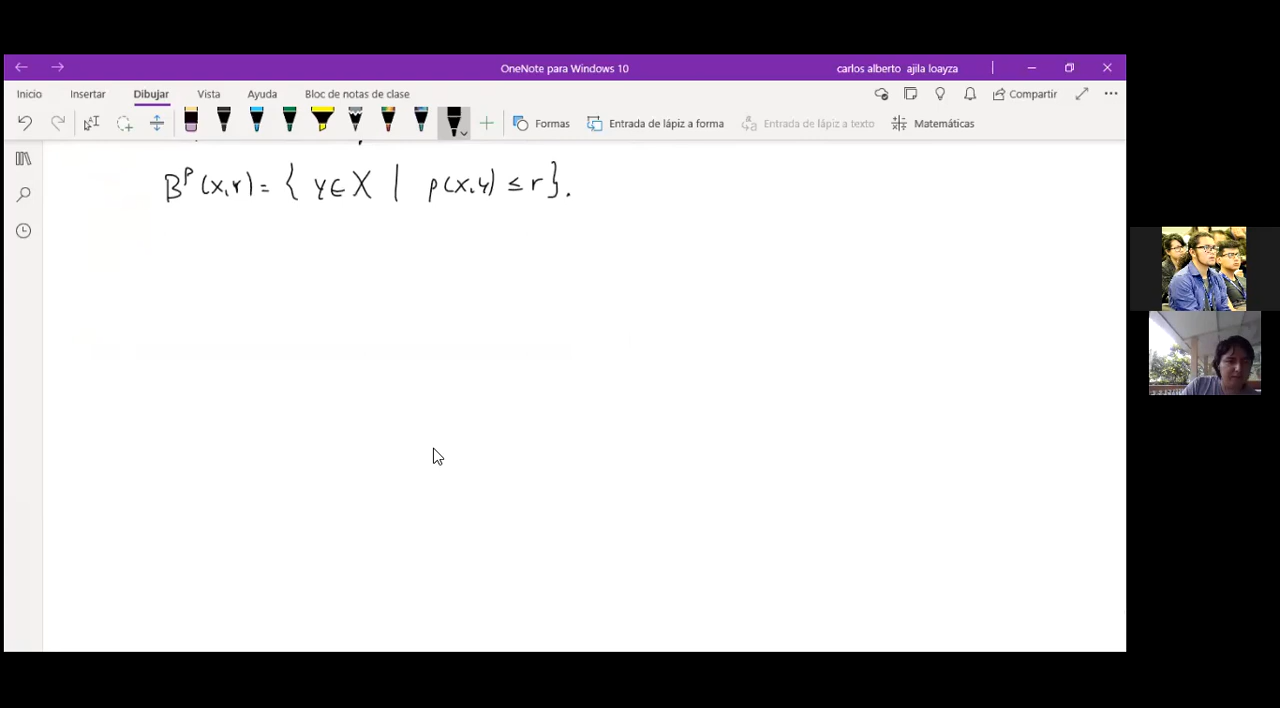 OneNote para Windows 10
carlos alberto ajila loayza
Inicio Insertar Dibujar Vista Ayuda Bloc de notas de clase
Compartir
Formas Entrada de lápiz a forma Entrada de lápiz a texto Matemáticas
B^ρ(x,r) = { y ∈ X | ρ(x,y) ≤ r }.